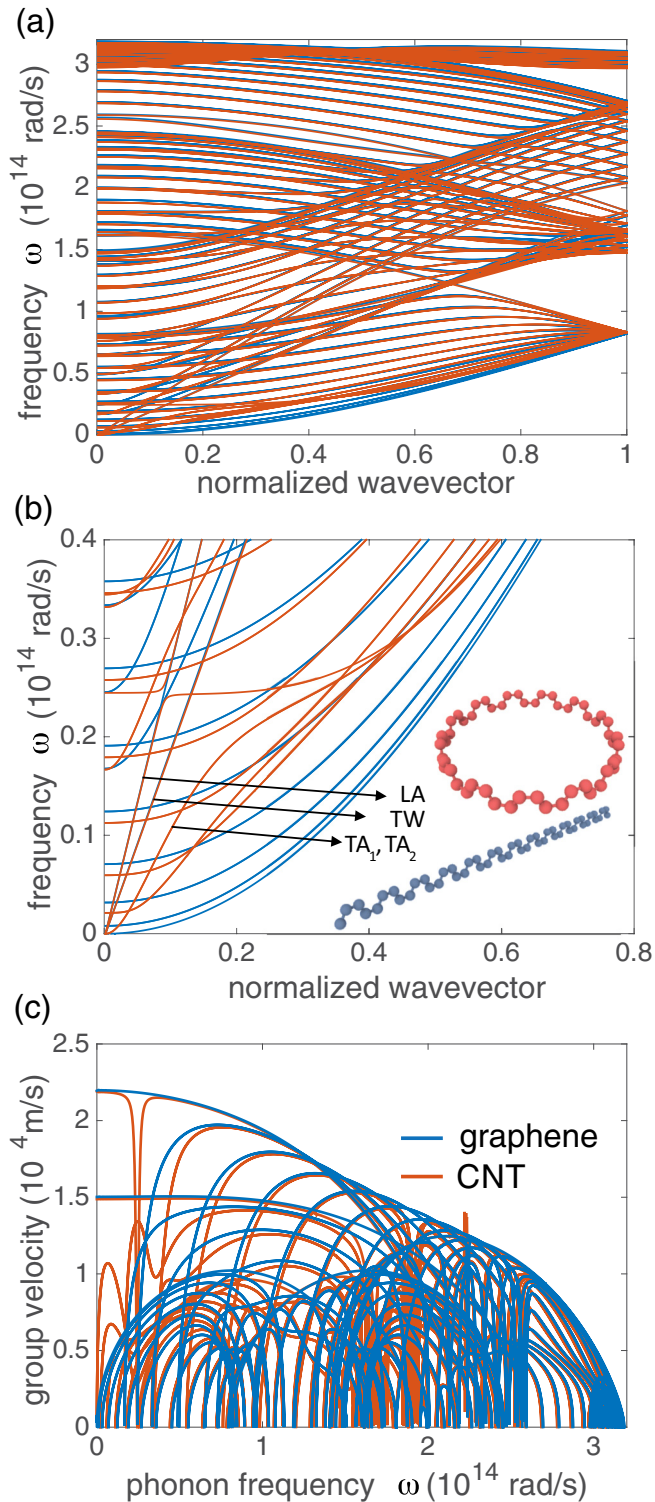 (a)
frequency ω (10^14 rad/s)
3
2.5
2
1.5
1
0.5
0
0 0.2 0.4 0.6 0.8 1
normalized wavevector
(b)
frequency ω (10^14 rad/s)
0.4
0.3
0.2
0.1
0
LA
TW
TA₁, TA₂
0 0.2 0.4 0.6 0.8
normalized wavevector
(c)
group velocity (10^4 m/s)
2.5
2
1.5
1
0.5
0
graphene
CNT
0 1 2 3
phonon frequency ω (10^14 rad/s)